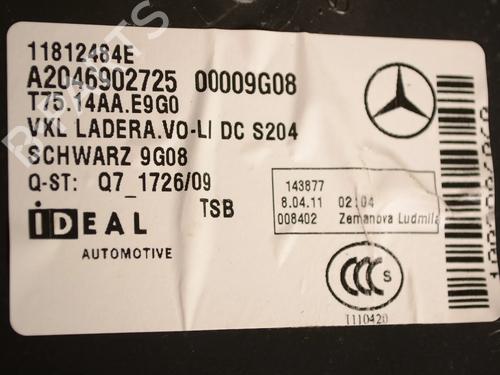 11812484E
A2046902725 00009G08
T75.14AA.E9G0
VKL LADERA.VO-LI DC S204
SCHWARZ 9G08
Q-ST: Q7_1726/09
TSB
143877
8.04.11 02:04
008402 Zemanova Ludmila
iDEAL
AUTOMOTIVE
CCC S
1110420